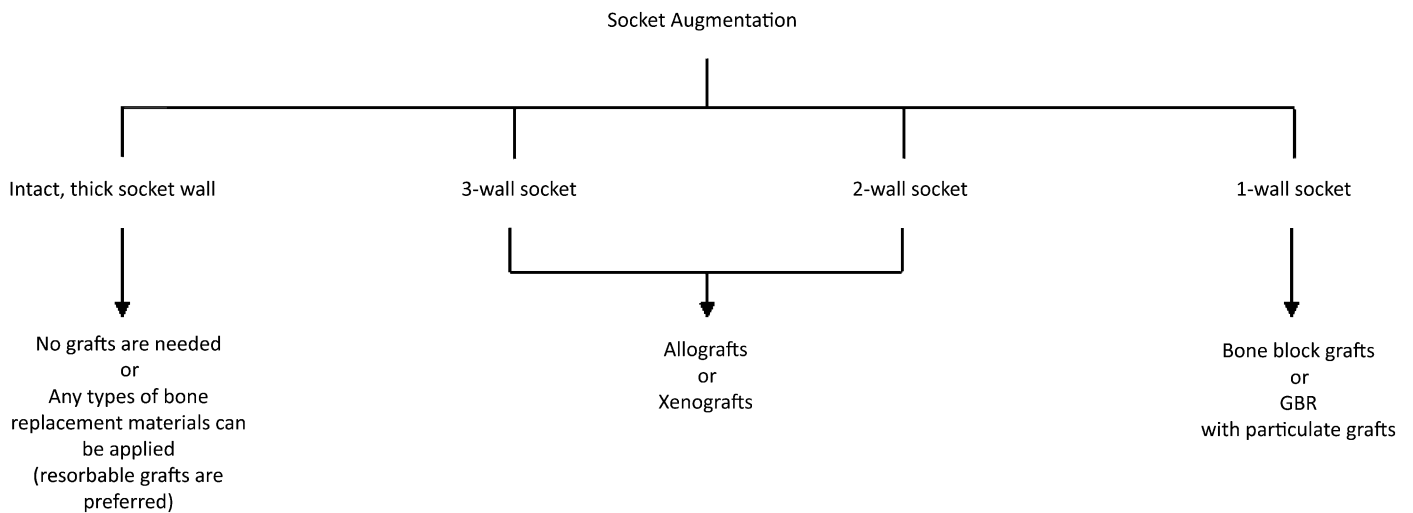 Socket Augmentation
Intact, thick socket wall
3-wall socket
2-wall socket
1-wall socket
No grafts are needed
or
Any types of bone
replacement materials can
be applied
(resorbable grafts are
preferred)
Allografts
or
Xenografts
Bone block grafts
or
GBR
with particulate grafts